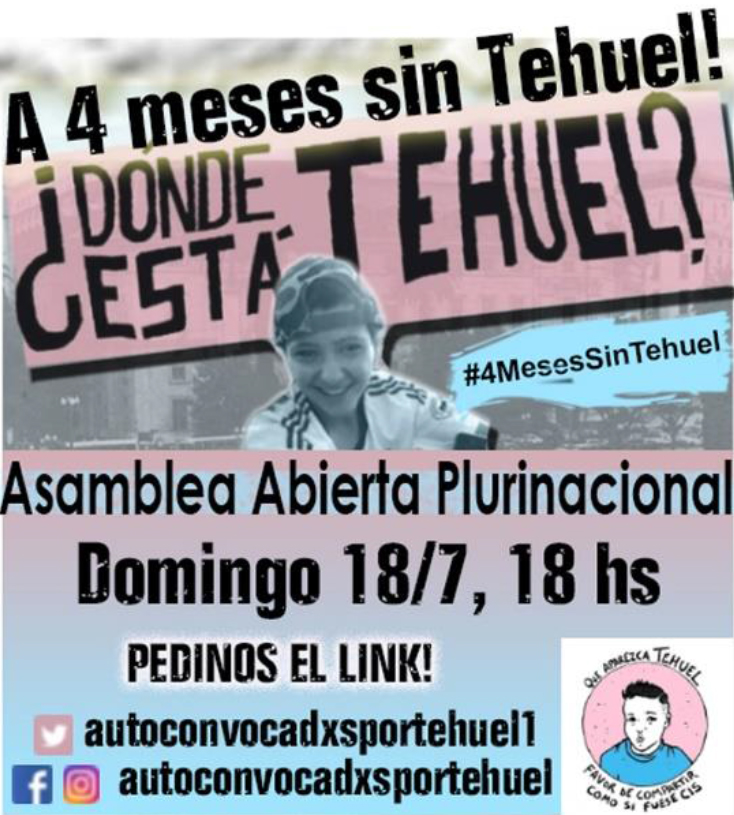 A 4 meses sin Tehuel!
¿DÓNDE
ESTÁ TEHUEL?
#4MesesSinTehuel
Asamblea Abierta Plurinacional
Domingo 18/7, 18 hs
PEDINOS EL LINK!
autoconvocadxsportehuel1
autoconvocadxsportehuel
QUE APAREZCA TEHUEL
FAVOR DE COMPARTIR
COMO SI FUESE CIS